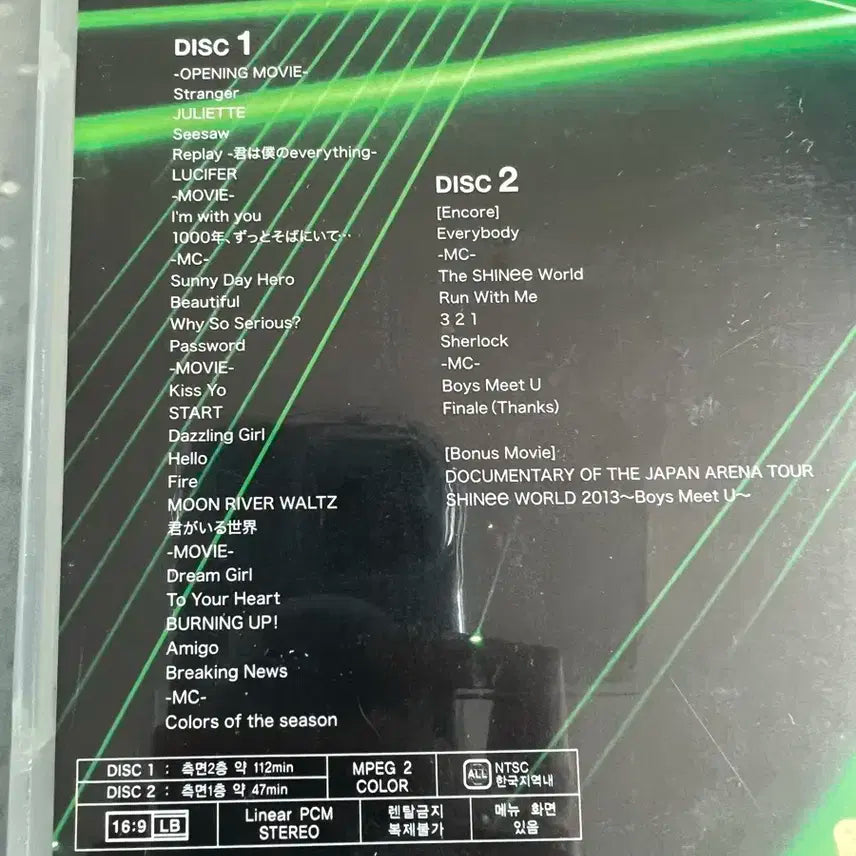 DISC 1
-OPENING MOVIE-
Stranger
JULIETTE
Seesaw
Replay -君は僕のeverything-
LUCIFER
-MOVIE-
I'm with you
1000年、ずっとそばにいて…
-MC-
Sunny Day Hero
Beautiful
Why So Serious?
Password
-MOVIE-
Kiss Yo
START
Dazzling Girl
Hello
Fire
MOON RIVER WALTZ
君がいる世界
-MOVIE-
Dream Girl
To Your Heart
BURNING UP!
Amigo
Breaking News
-MC-
Colors of the season
DISC 2
[Encore]
Everybody
-MC-
The SHINee World
Run With Me
3 2 1
Sherlock
-MC-
Boys Meet U
Finale (Thanks)
[Bonus Movie]
DOCUMENTARY OF THE JAPAN ARENA TOUR
SHINee WORLD 2013～Boys Meet U～
DISC 1 : 측면2층 약 112min
DISC 2 : 측면1층 약 47min
MPEG 2
COLOR
ALL
NTSC
한국지역내
16:9 LB
Linear PCM
STEREO
렌탈금지
복제불가
메뉴 화면
있음